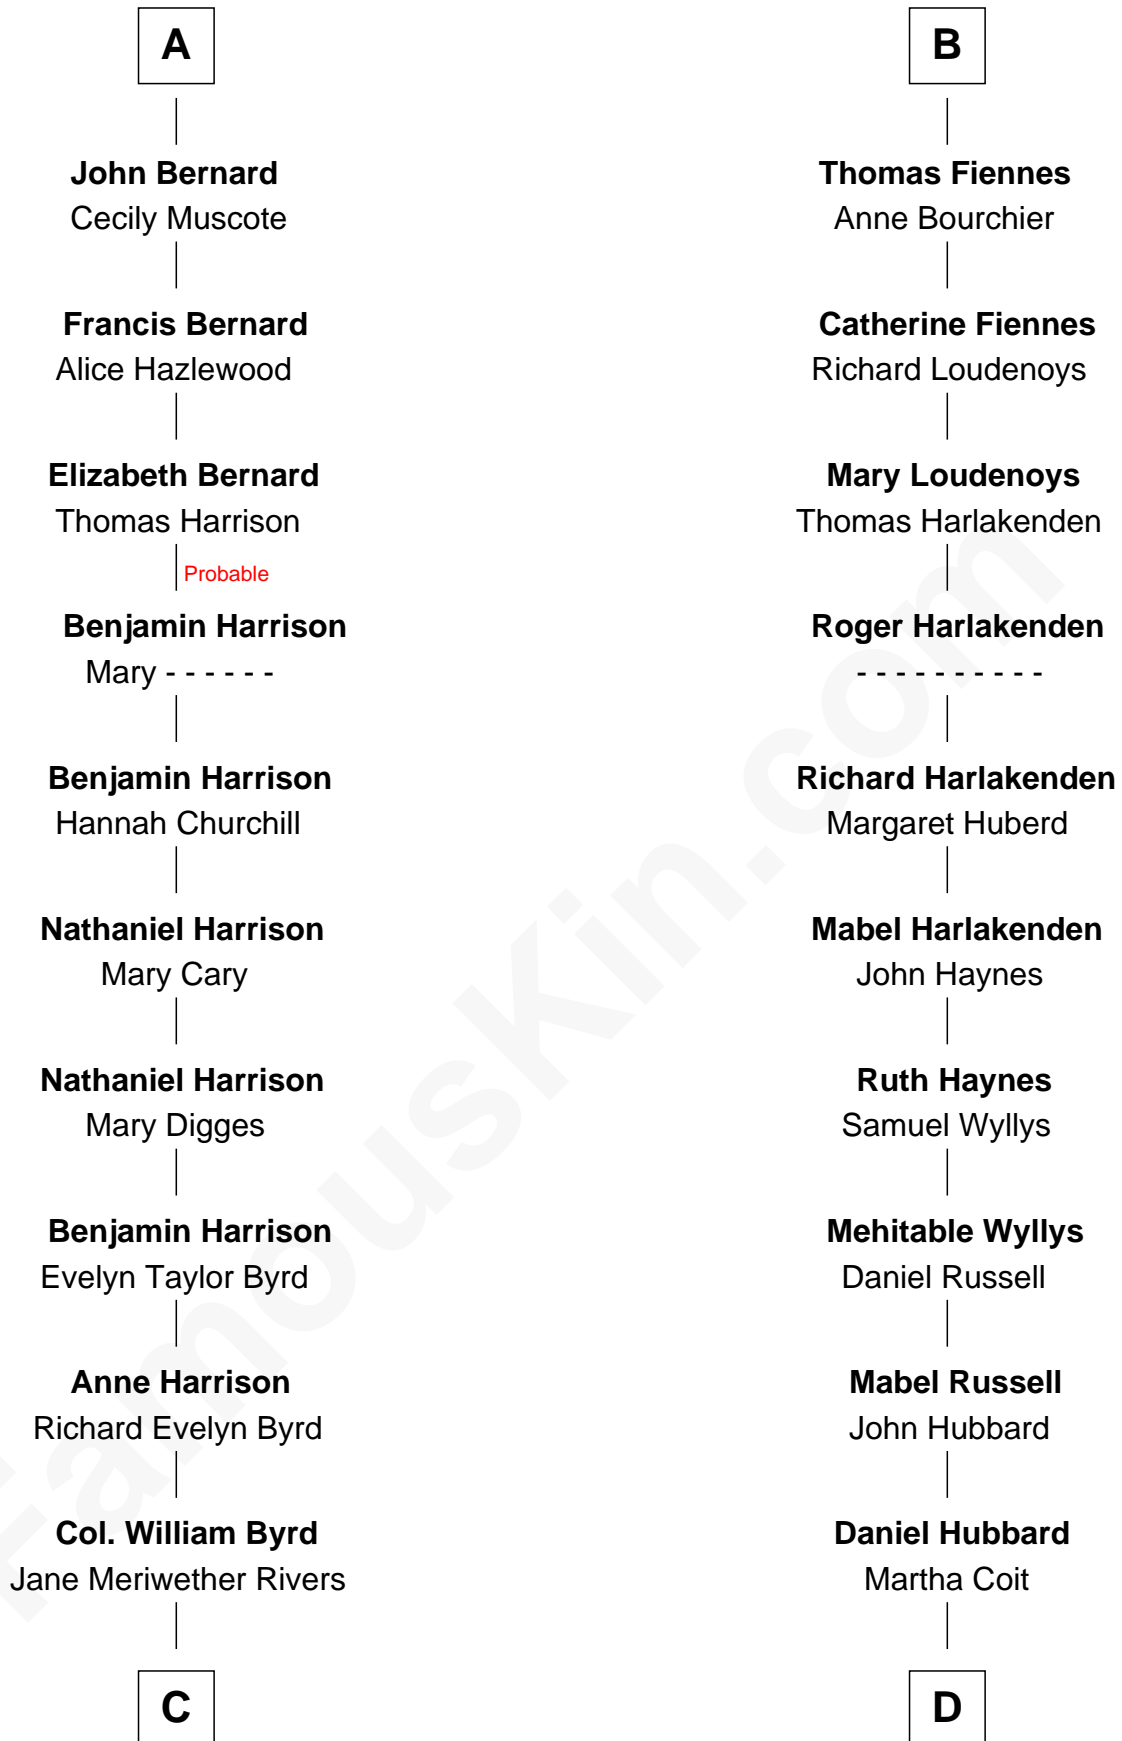 A
John Bernard
Cecily Muscote
Francis Bernard
Alice Hazlewood
Elizabeth Bernard
Thomas Harrison
Probable
Benjamin Harrison
Mary - - - - - -
Benjamin Harrison
Hannah Churchill
Nathaniel Harrison
Mary Cary
Nathaniel Harrison
Mary Digges
Benjamin Harrison
Evelyn Taylor Byrd
Anne Harrison
Richard Evelyn Byrd
Col. William Byrd
Jane Meriwether Rivers
C
B
Thomas Fiennes
Anne Bourchier
Catherine Fiennes
Richard Loudenoys
Mary Loudenoys
Thomas Harlakenden
Roger Harlakenden
- - - - - - - - - -
Richard Harlakenden
Margaret Huberd
Mabel Harlakenden
John Haynes
Ruth Haynes
Samuel Wyllys
Mehitable Wyllys
Daniel Russell
Mabel Russell
John Hubbard
Daniel Hubbard
Martha Coit
D
FamousKin.com